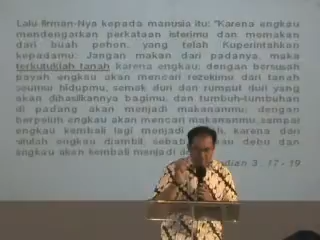 Lalu firman-Nya kepada manusia itu: "Karena engkau
mendengarkan perkataan isterimu dan memakan
dari buah pohon, yang telah Kuperintahkan
kepadamu: Jangan makan dari padanya, maka
terkutuklah tanah karena engkau; dengan bersusah
payah engkau akan mencari rezekimu dari tanah
seumur hidupmu, semak duri dan rumput duri yang
akan dihasilkannya bagimu, dan tumbuh-tumbuhan
di padang akan menjadi makananmu; dengan
berpeluh engkau akan mencari makananmu, sampai
engkau kembali lagi menjadi karena dari
situlah engkau diambil; sebab debu dan
engkau akan kembali menjadi
3 : 17 - 19